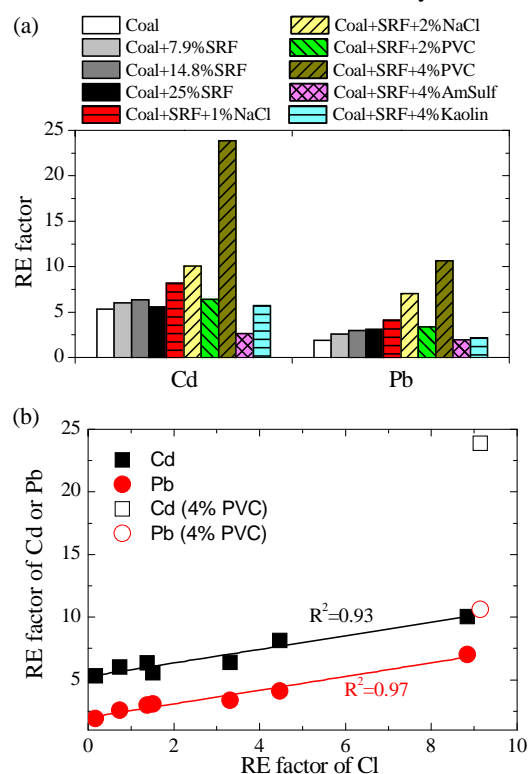 (a)
Coal
Coal+7.9%SRF
Coal+14.8%SRF
Coal+25%SRF
Coal+SRF+1%NaCl
Coal+SRF+2%NaCl
Coal+SRF+2%PVC
Coal+SRF+4%PVC
Coal+SRF+4%AmSulf
Coal+SRF+4%Kaolin
25
20
15
10
5
0
RE factor
Cd
Pb
(b)
25
20
15
10
5
0
2
4
6
8
10
RE factor of Cd or Pb
Cd
Pb
Cd (4% PVC)
Pb (4% PVC)
R²=0.93
R²=0.97
RE factor of Cl